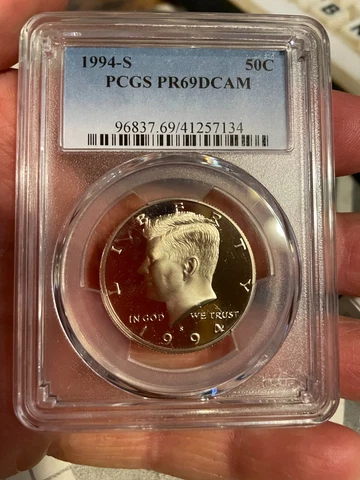 1994-S 50C
PCGS PR69DCAM
96837.69/41257134
LIBERTY
IN GOD WE TRUST
S
1994